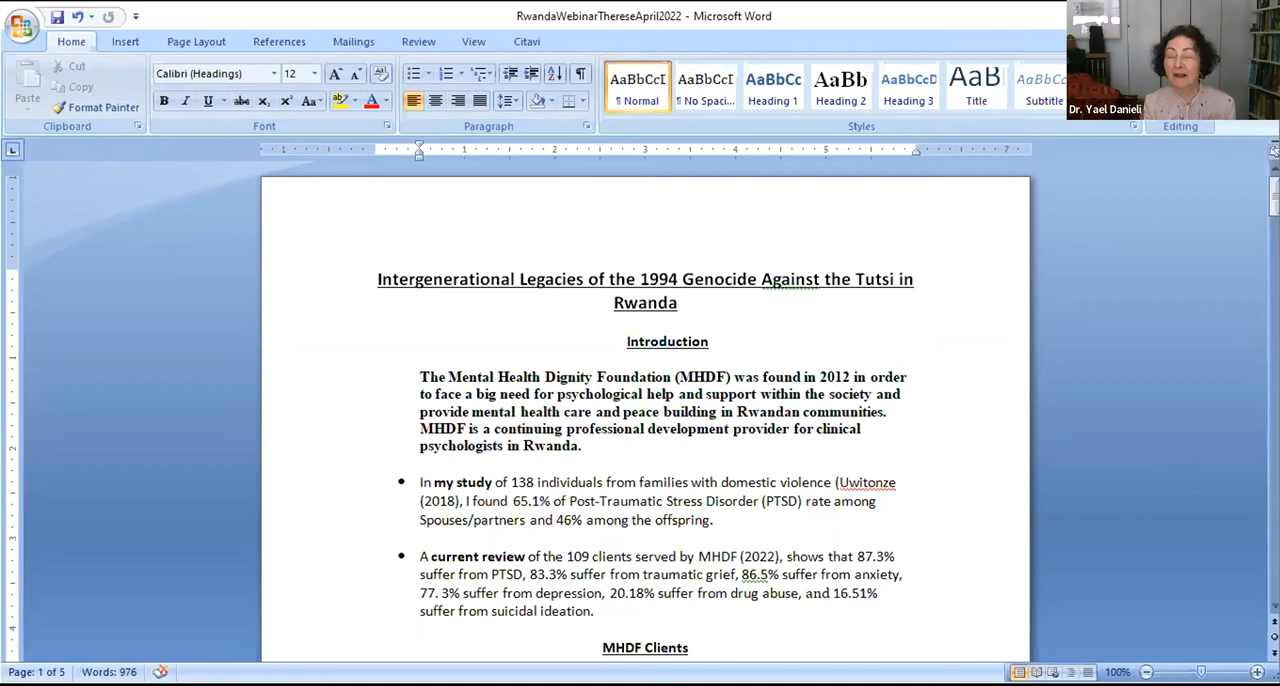 RwandaWebinarThereseApril2022 - Microsoft Word
Home Insert Page Layout References Mailings Review View Citavi
Cut
Copy
Paste
Format Painter
Clipboard
Calibri (Headings) 12
Font
Paragraph
AaBbCcI AaBbCcI AaBbCc AaBb AaBbCcD AaB AaBbCcD
¶ Normal ¶ No Spaci... Heading 1 Heading 2 Heading 3 Title Subtitle
Styles
Editing
Dr. Yael Danieli
1 1 2 3 4 5 7
Intergenerational Legacies of the 1994 Genocide Against the Tutsi in
Rwanda
Introduction
The Mental Health Dignity Foundation (MHDF) was found in 2012 in order
to face a big need for psychological help and support within the society and
provide mental health care and peace building in Rwandan communities.
MHDF is a continuing professional development provider for clinical
psychologists in Rwanda.
• In my study of 138 individuals from families with domestic violence (Uwitonze
(2018), I found 65.1% of Post-Traumatic Stress Disorder (PTSD) rate among
Spouses/partners and 46% among the offspring.
• A current review of the 109 clients served by MHDF (2022), shows that 87.3%
suffer from PTSD, 83.3% suffer from traumatic grief, 86.5% suffer from anxiety,
77. 3% suffer from depression, 20.18% suffer from drug abuse, and 16.51%
suffer from suicidal ideation.
MHDF Clients
Page: 1 of 5 Words: 976 100%